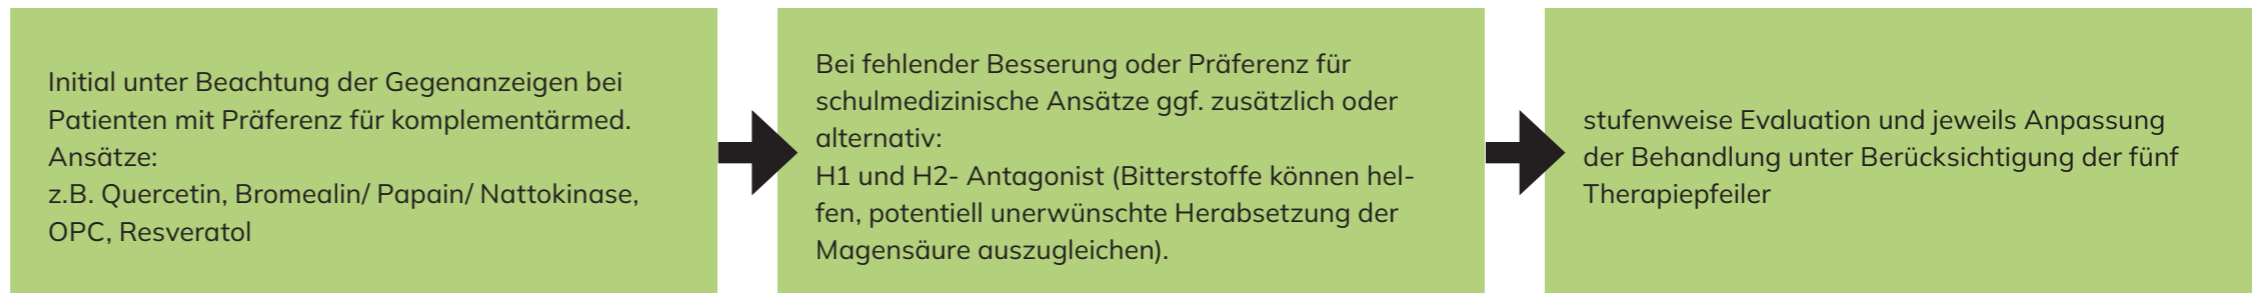 Initial unter Beachtung der Gegenanzeigen bei
Patienten mit Präferenz für komplementärmed.
Ansätze:
z.B. Quercetin, Bromealin/ Papain/ Nattokinase,
OPC, Resveratol
Bei fehlender Besserung oder Präferenz für
schulmedizinische Ansätze ggf. zusätzlich oder
alternativ:
H1 und H2- Antagonist (Bitterstoffe können hel-
fen, potentiell unerwünschte Herabsetzung der
Magensäure auszugleichen).
stufenweise Evaluation und jeweils Anpassung
der Behandlung unter Berücksichtigung der fünf
Therapiepfeiler